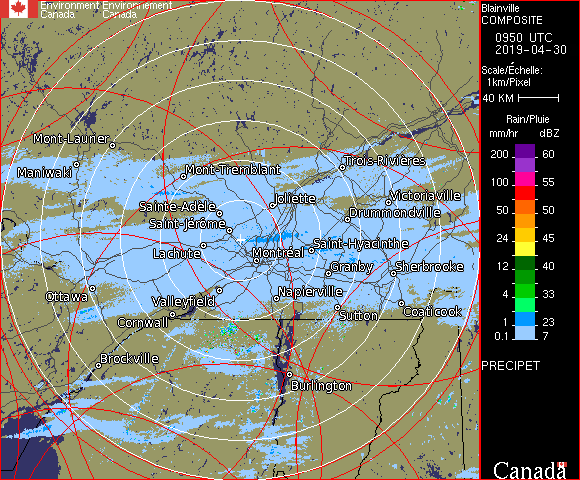 Environment Environnement
Canada Canada
Blainville
COMPOSITE
0950 UTC
2019-04-30
Scale/Échelle:
1km/Pixel
40 KM
Rain/Pluie
mm/hr dBZ
200 60
100 55
50 50
24 45
12 40
4 33
1 23
0.1 7
PRECIPET
Canada
Mont-Laurier
Maniwaki
Mont-Tremblant
Trois-Rivières
Joliette
Victoriaville
Sainte-Adèle
Drummondville
Saint-Jérôme
Saint-Hyacinthe
Lachute
Montréal
Granby
Sherbrooke
Ottawa
Valleyfield
Napierville
Cornwall
Sutton
Coaticook
Brockville
Burlington